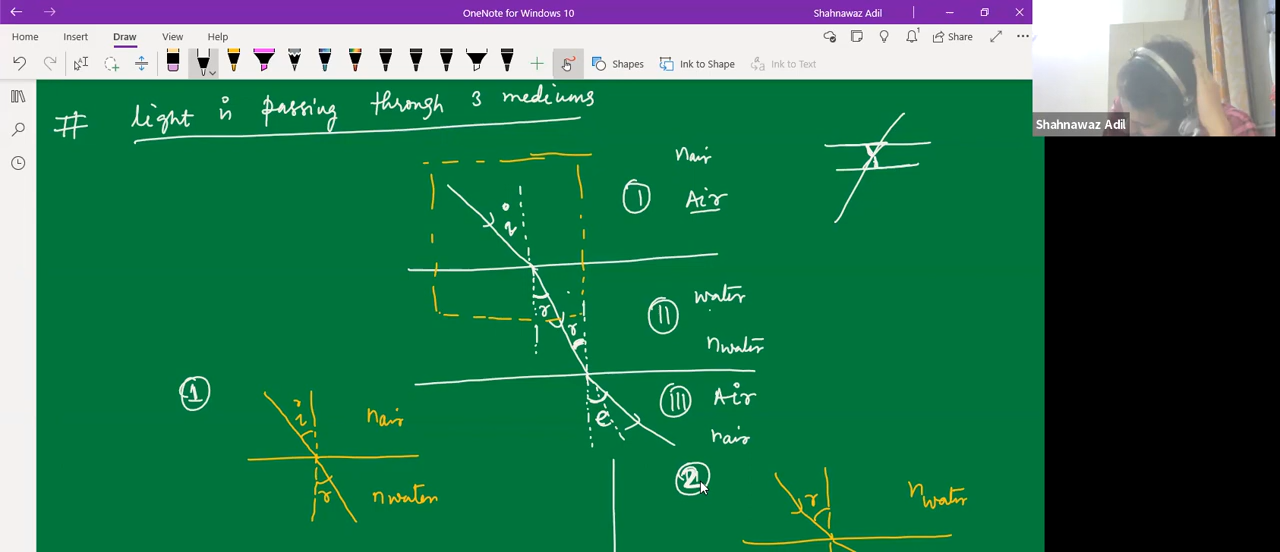 OneNote for Windows 10
Shahnawaz Adil
Home Insert Draw View Help
Share
Shapes
Ink to Shape
Ink to Text
Shahnawaz Adil
# light is passing through 3 mediums
nair
I Air
i
water
II
r
r
nwater
III Air
e
nair
1
i
nair
r
nwater
2
r
nwater